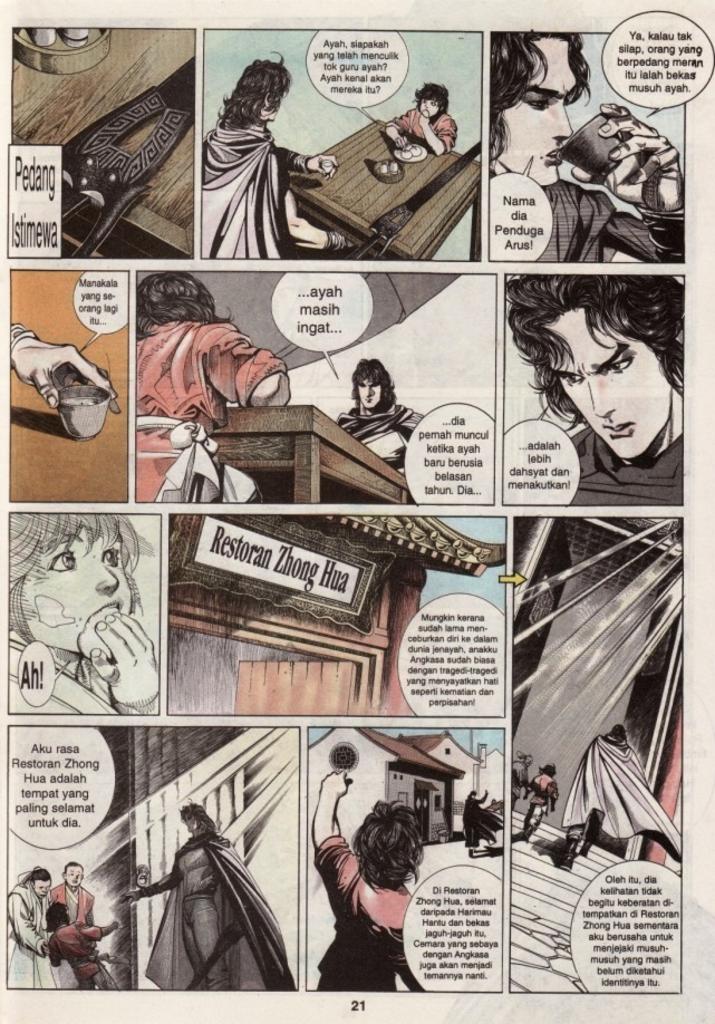 Pedang
Istimewa
Ayah, siapakah
yang telah menculik
tok guru ayah?
Ayah kenal akan
mereka itu?
Ya, kalau tak
silap, orang yang
berpedang merah
itu ialah bekas
musuh ayah.
Nama
dia
Penduga
Arus!
Manakala
yang se-
orang lagi
itu...
...ayah
masih
ingat...
...dia
pernah muncul
ketika ayah
baru berusia
belasan
tahun. Dia...
...adalah
lebih
dahsyat dan
menakutkan!
Ah!
Restoran Zhong Hua
Mungkin kerana
sudah lama men-
ceburkan diri ke dalam
dunia jenayah, anakku
Angkasa sudah biasa
dengan tragedi-tragedi
yang menyayatkan hati
seperti kematian dan
perpisahan!
Aku rasa
Restoran Zhong
Hua adalah
tempat yang
paling selamat
untuk dia.
Di Restoran
Zhong Hua, selamat
daripada Harimau
Hantu dan bekas
jaguh-jaguh itu,
Cemara yang sebaya
dengan Angkasa
juga akan menjadi
temannya nanti.
Oleh itu, dia
kelihatan tidak
begitu keberatan di-
tempatkan di Restoran
Zhong Hua sementara
aku berusaha untuk
menjejaki musuh-
musuh yang masih
belum diketahui
identitinya itu.
21